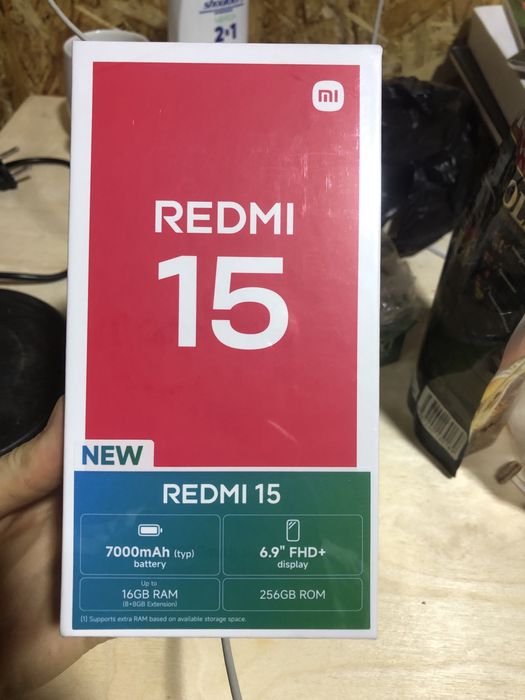 2в1
mi
REDMI
15
NEW
REDMI 15
7000mAh (typ)
battery
6.9" FHD+
display
Up to
16GB RAM
(8+8GB Extension)
256GB ROM
[1] Supports extra RAM based on available storage space.